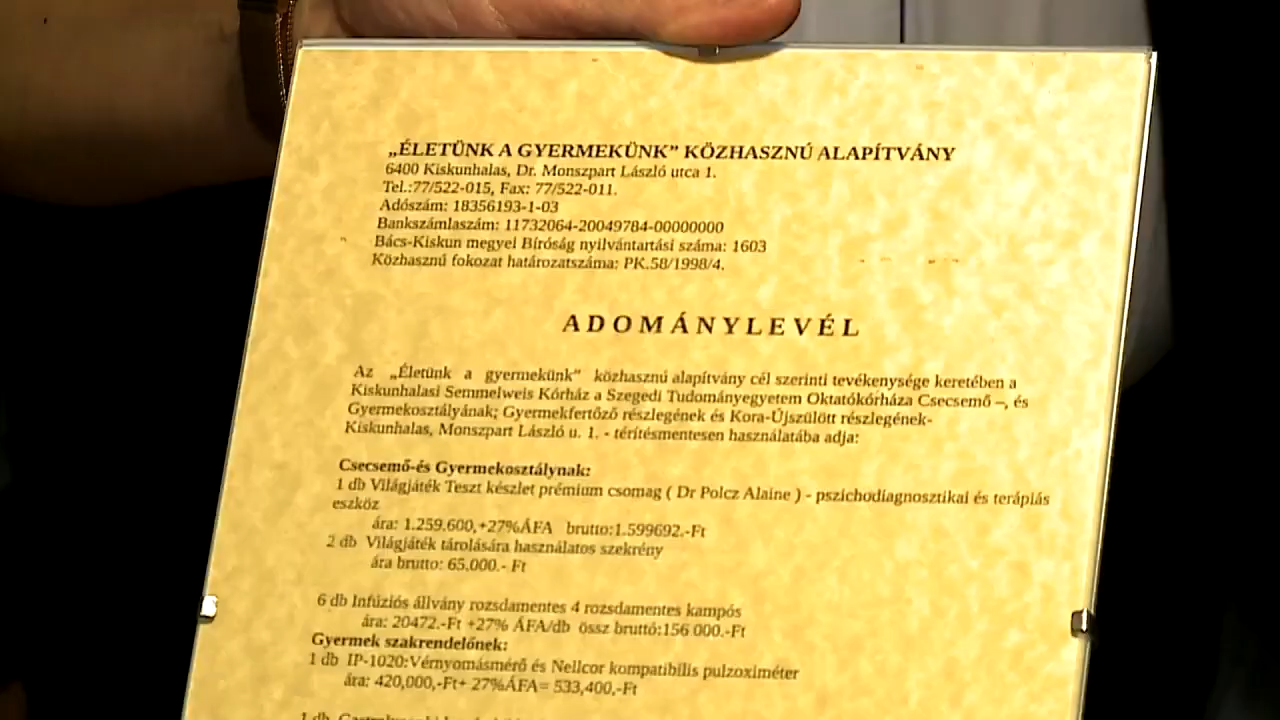 „ÉLETÜNK A GYERMEKÜNK” KÖZHASZNÚ ALAPÍTVÁNY
6400 Kiskunhalas, Dr. Monszpart László utca 1.
Tel.:77/522-015, Fax: 77/522-011.
Adószám: 18356193-1-03
Bankszámlaszám: 11732064-20049784-00000000
Bács-Kiskun megyei Bíróság nyilvántartási száma: 1603
Közhasznú fokozat határozatszáma: PK.58/1998/4.
ADOMÁNYLEVÉL
Az „Életünk a gyermekünk” közhasznú alapítvány cél szerinti tevékenysége keretében a
Kiskunhalasi Semmelweis Kórház a Szegedi Tudományegyetem Oktatókórháza Csecsemő –, és
Gyermekosztályának; Gyermekfertőző részlegének és Kora-Újszülött részlegének-
Kiskunhalas, Monszpart László u. 1. - térítésmentesen használatába adja:
Csecsemő-és Gyermekosztálynak:
1 db Világjáték Teszt készlet prémium csomag ( Dr Polcz Alaine ) - pszichodiagnosztikai és terápiás
eszköz
ára: 1.259.600,+27%ÁFA brutto:1.599692.-Ft
2 db Világjáték tárolására használatos szekrény
ára brutto: 65.000.- Ft
6 db Infúziós állvány rozsdamentes 4 rozsdamentes kampós
ára: 20472.-Ft +27% ÁFA/db össz bruttó:156 000.-Ft
Gyermek szakrendelőnek:
1 db IP-1020:Vérnyomásmérő és Nellcor kompatibilis pulzoximéter
ára: 420,000,-Ft+ 27%ÁFA= 533,400,-Ft
1 db